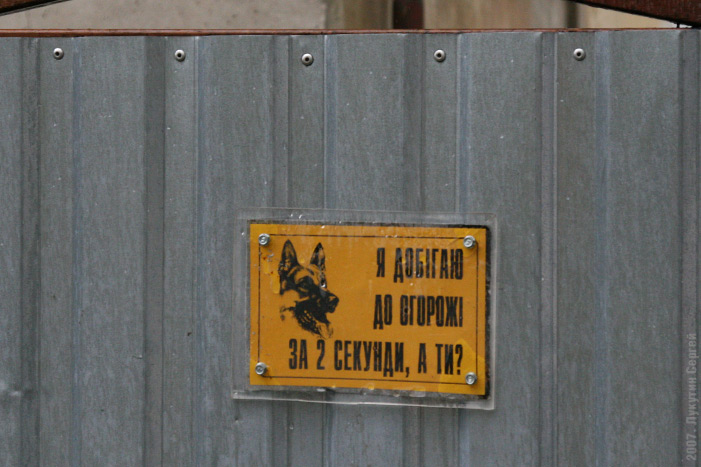 Я ДОБІГАЮ
ДО ОГОРОЖІ
ЗА 2 СЕКУНДИ, А ТИ?
2007. Лукутин Сергей